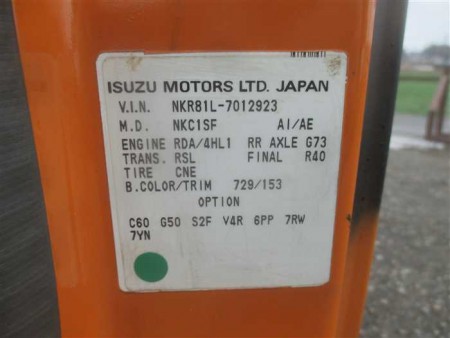 ISUZU MOTORS LTD. JAPAN
V.I.N. NKR81L-7012923
M.D. NKC1SF AI/AE
ENGINE RDA/4HL1 RR AXLE G73
TRANS. RSL FINAL R40
TIRE CNE
B.COLOR/TRIM 729/153
OPTION
C60 G50 S2F V4R 6PP 7RW
7YN